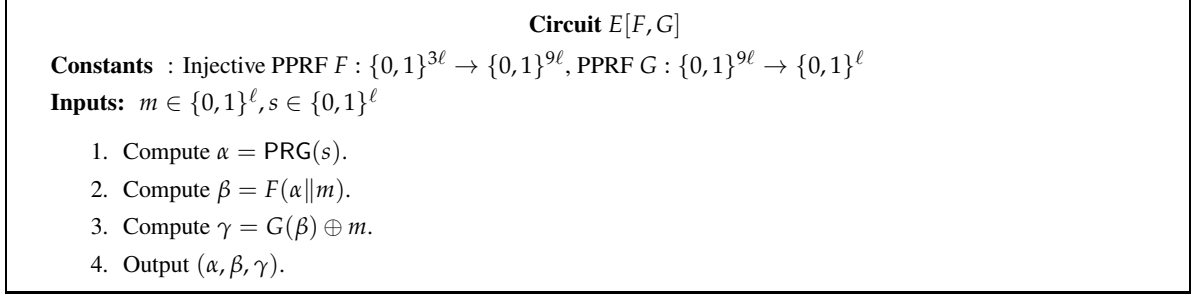 Circuit E[F, G]
Constants : Injective PPRF F : {0, 1}^{3ℓ} → {0, 1}^{9ℓ}, PPRF G : {0, 1}^{9ℓ} → {0, 1}^ℓ
Inputs: m ∈ {0, 1}^ℓ, s ∈ {0, 1}^ℓ
1. Compute α = PRG(s).
2. Compute β = F(α∥m).
3. Compute γ = G(β) ⊕ m.
4. Output (α, β, γ).